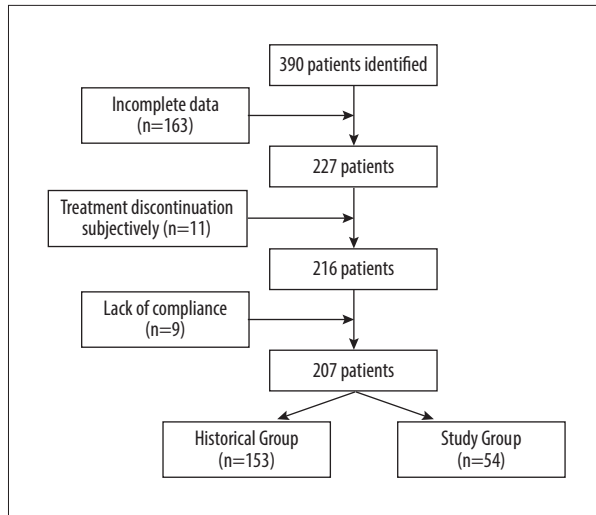 390 patients identified
Incomplete data
(n=163)
227 patients
Treatment discontinuation
subjectively (n=11)
216 patients
Lack of compliance
(n=9)
207 patients
Historical Group
(n=153)
Study Group
(n=54)